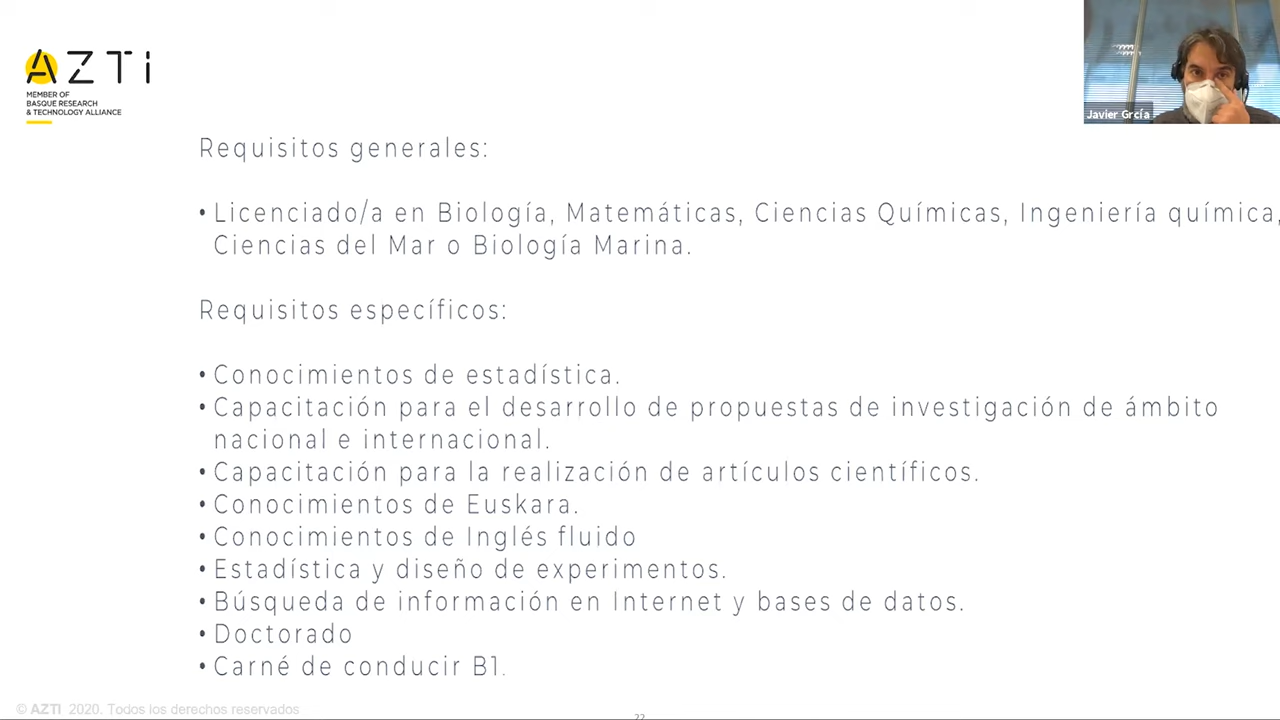 AZTi
MEMBER OF
BASQUE RESEARCH
& TECHNOLOGY ALLIANCE
Javier Grcía
Requisitos generales:
• Licenciado/a en Biología, Matemáticas, Ciencias Químicas, Ingeniería química,
Ciencias del Mar o Biología Marina.
Requisitos específicos:
• Conocimientos de estadística.
• Capacitación para el desarrollo de propuestas de investigación de ámbito
nacional e internacional.
• Capacitación para la realización de artículos científicos.
• Conocimientos de Euskara.
• Conocimientos de Inglés fluido
• Estadística y diseño de experimentos.
• Búsqueda de información en Internet y bases de datos.
• Doctorado
• Carné de conducir B1.
© AZTI 2020. Todos los derechos reservados
22